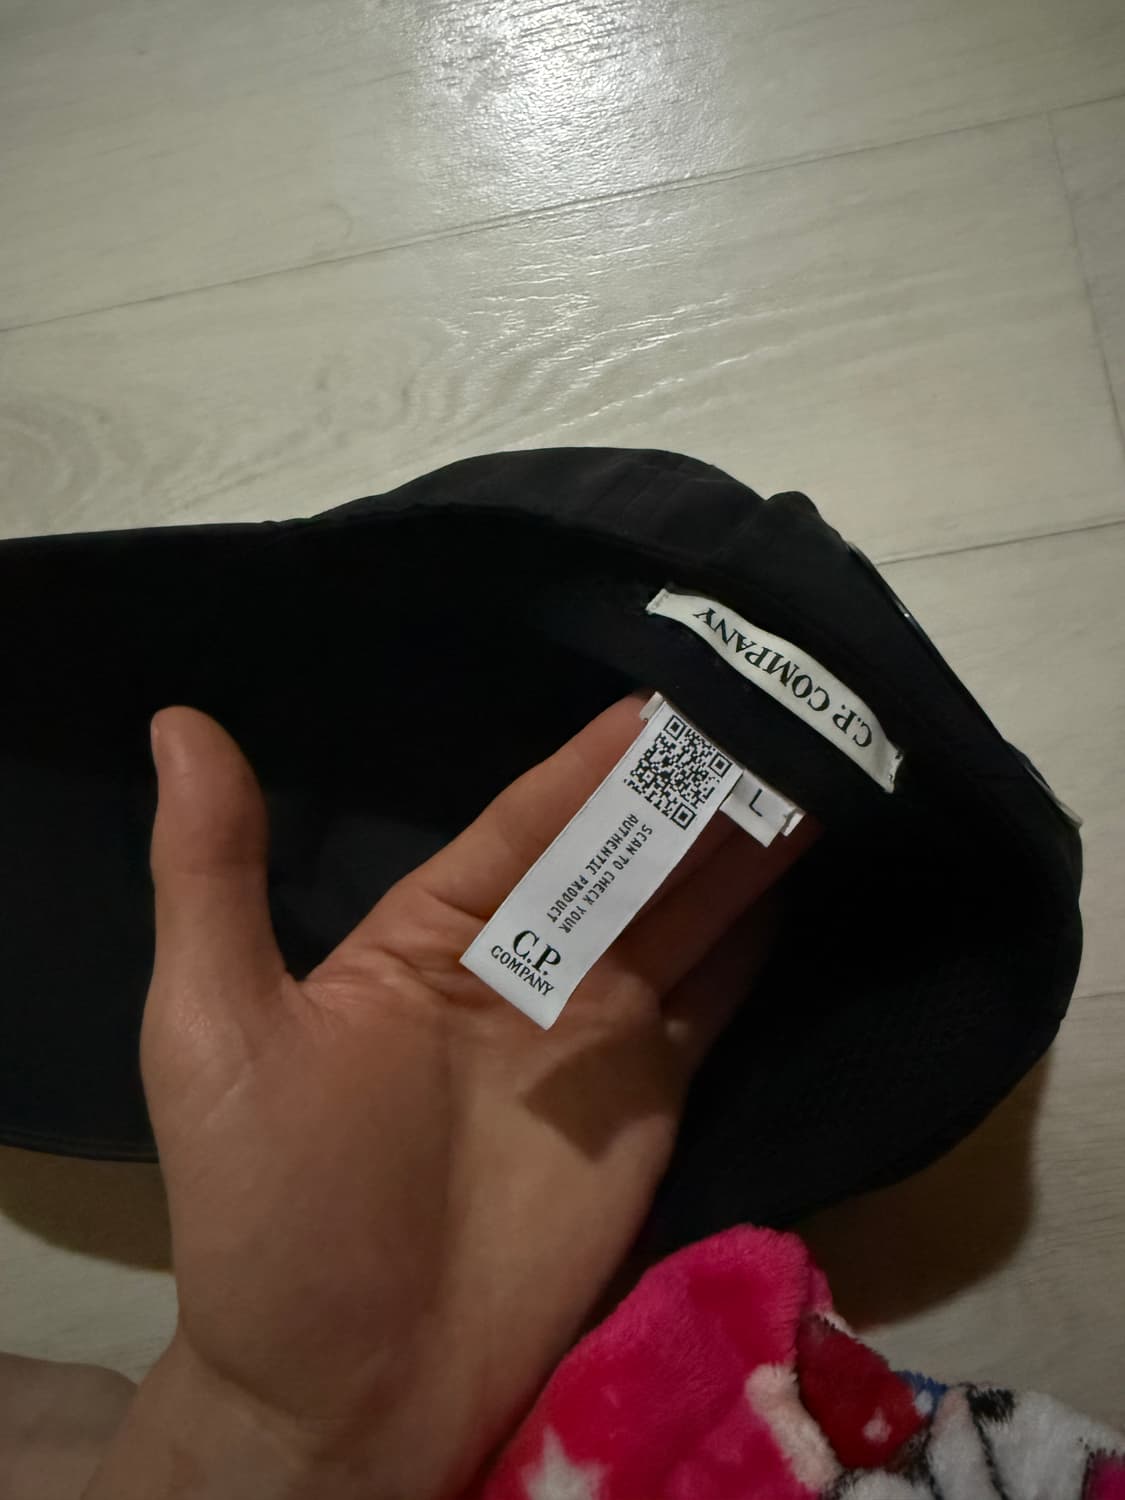 C.P. COMPANY
L
SCAN TO CHECK YOUR
AUTHENTIC PRODUCT
C.P.
COMPANY